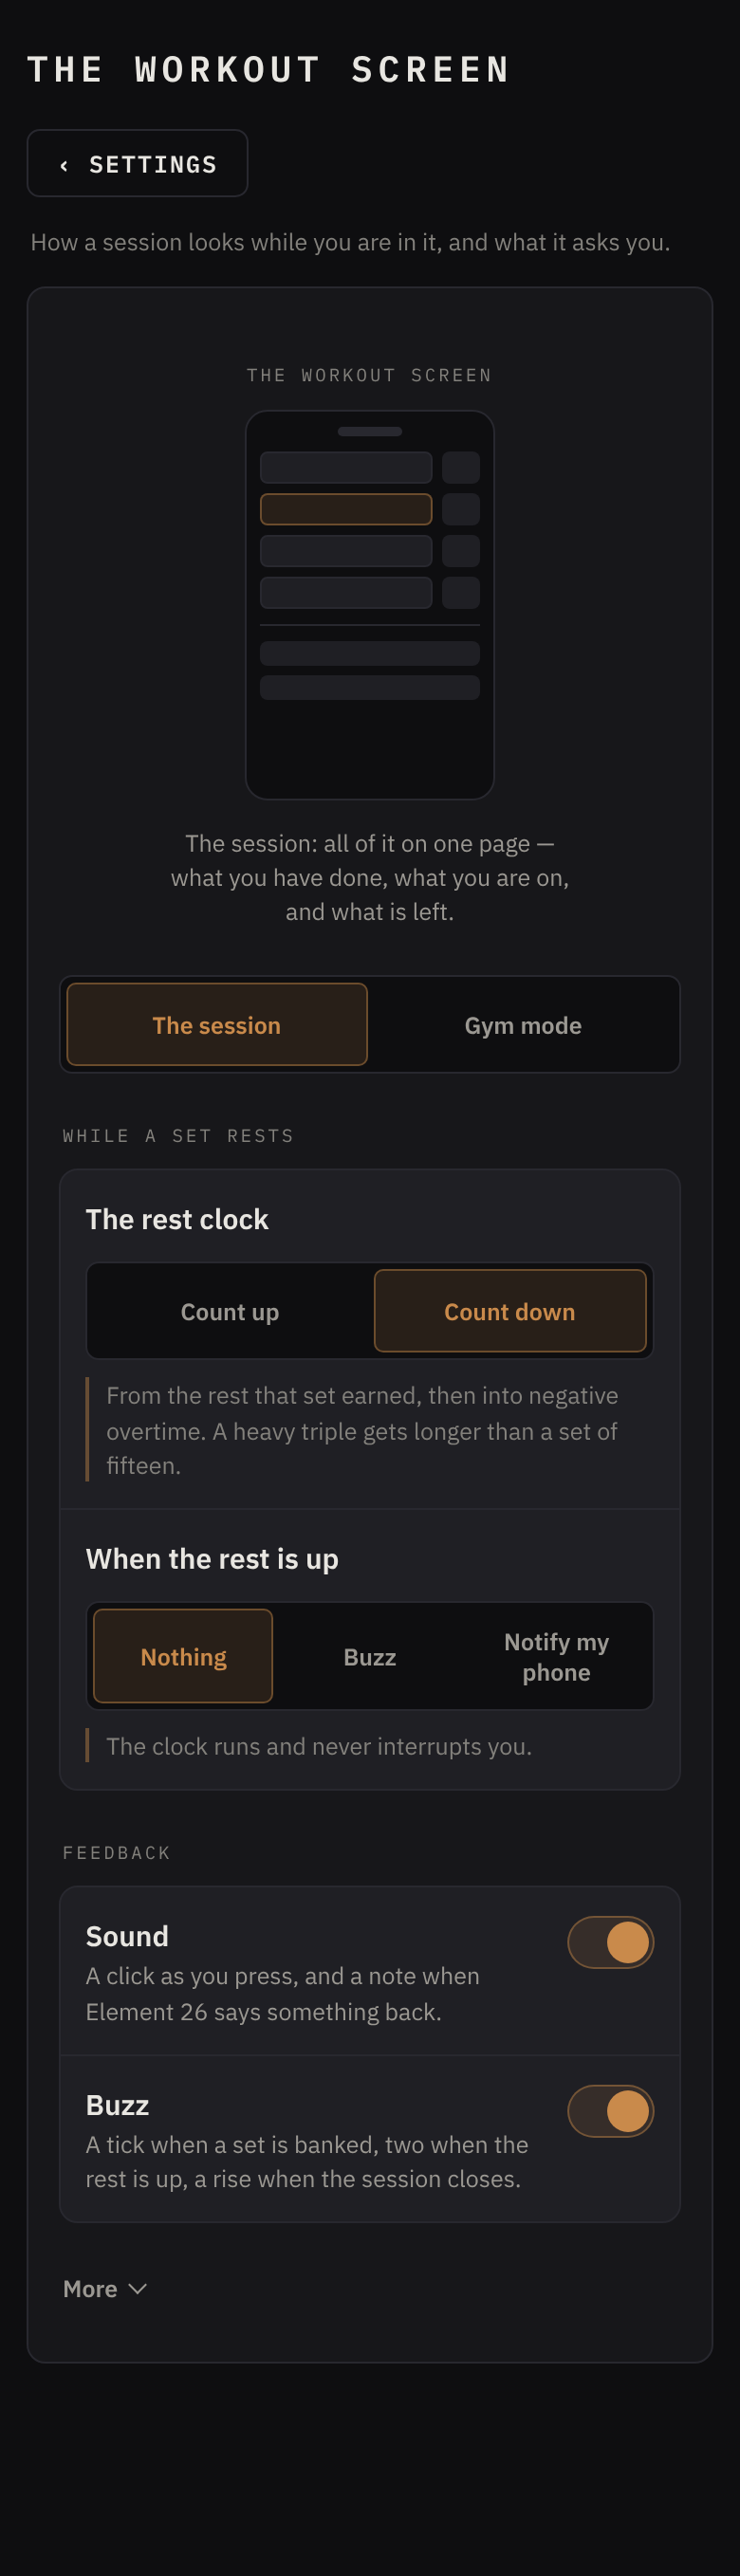 THE WORKOUT SCREEN
‹ SETTINGS
How a session looks while you are in it, and what it asks you.
THE WORKOUT SCREEN
The session: all of it on one page —
what you have done, what you are on,
and what is left.
The session
Gym mode
WHILE A SET RESTS
The rest clock
Count up
Count down
From the rest that set earned, then into negative
overtime. A heavy triple gets longer than a set of
fifteen.
When the rest is up
Nothing
Buzz
Notify my
phone
The clock runs and never interrupts you.
FEEDBACK
Sound
A click as you press, and a note when
Element 26 says something back.
Buzz
A tick when a set is banked, two when the
rest is up, a rise when the session closes.
More